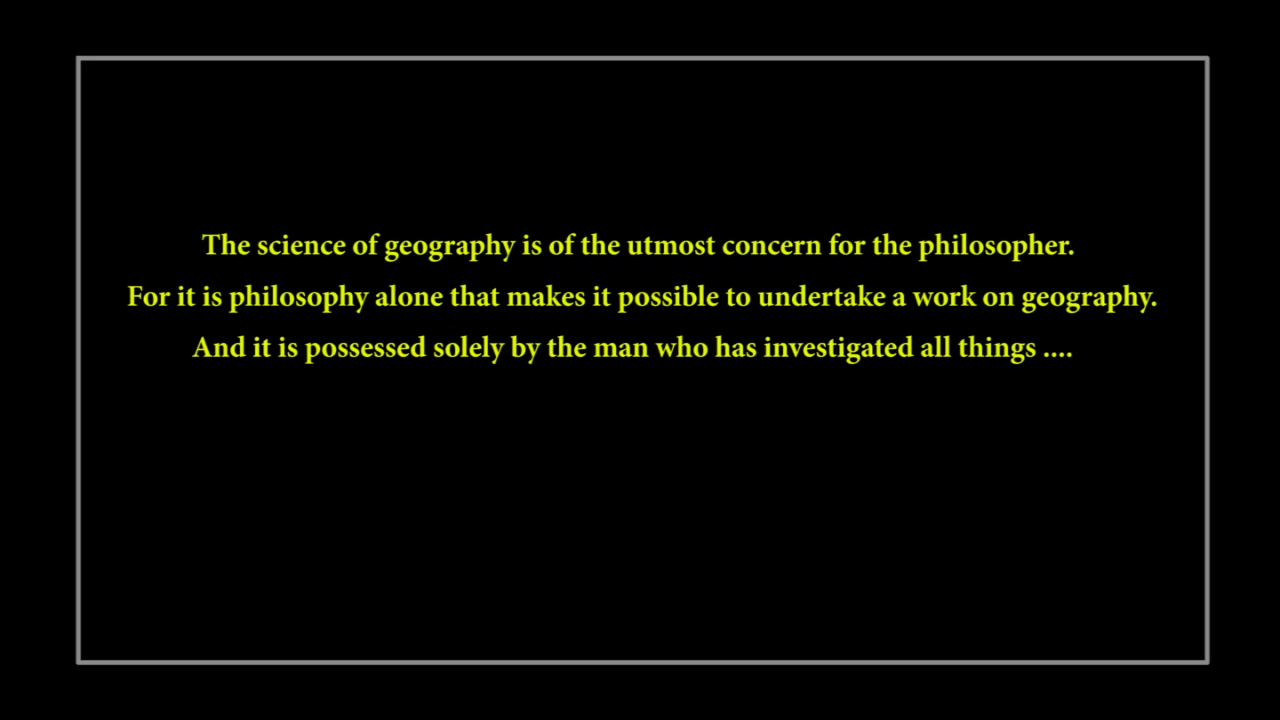 The science of geography is of the utmost concern for the philosopher.
For it is philosophy alone that makes it possible to undertake a work on geography.
And it is possessed solely by the man who has investigated all things ....